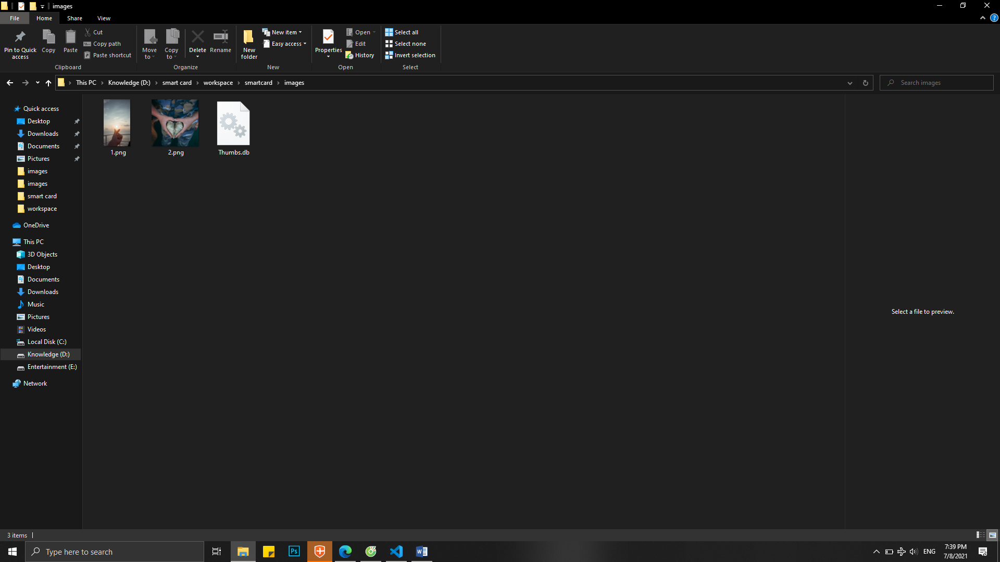 images
File Home Share View
Pin to Quick access
Copy
Paste
Cut
Copy path
Paste shortcut
Clipboard
Move to
Copy to
Delete
Rename
Organize
New folder
New item
Easy access
New
Properties
Open
Edit
History
Open
Select all
Select none
Invert selection
Select
This PC › Knowledge (D:) › smart card › workspace › smartcard › images
Search images
Quick access
Desktop
Downloads
Documents
Pictures
images
images
smart card
workspace
OneDrive
This PC
3D Objects
Desktop
Documents
Downloads
Music
Pictures
Videos
Local Disk (C:)
Knowledge (D:)
Entertainment (E:)
Network
1.png
2.png
Thumbs.db
Select a file to preview.
3 items
Type here to search
Ps
W
ENG
7:39 PM
7/8/2021